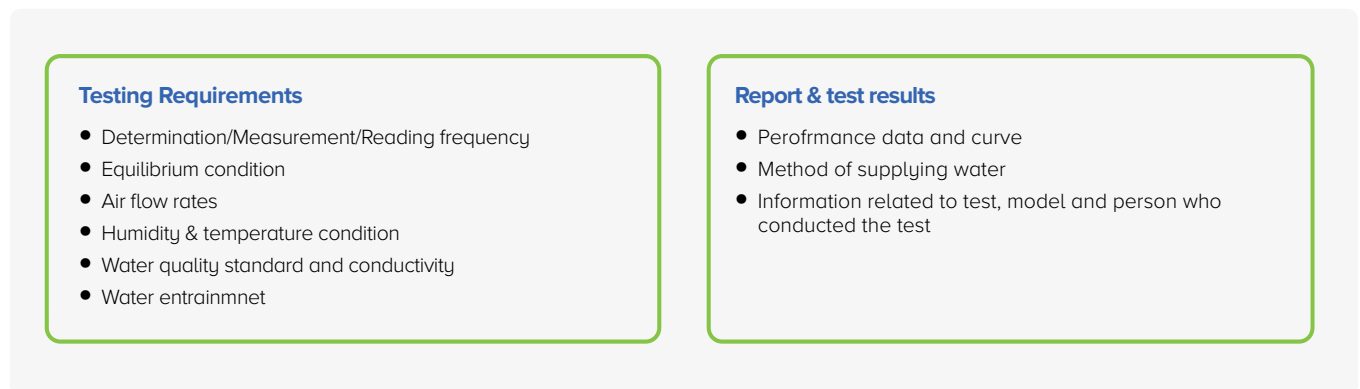 Testing Requirements
● Determination/Measurement/Reading frequency
● Equilibrium condition
● Air flow rates
● Humidity & temperature condition
● Water quality standard and conductivity
● Water entrainmnet
Report & test results
● Perofrmance data and curve
● Method of supplying water
● Information related to test, model and person who
conducted the test